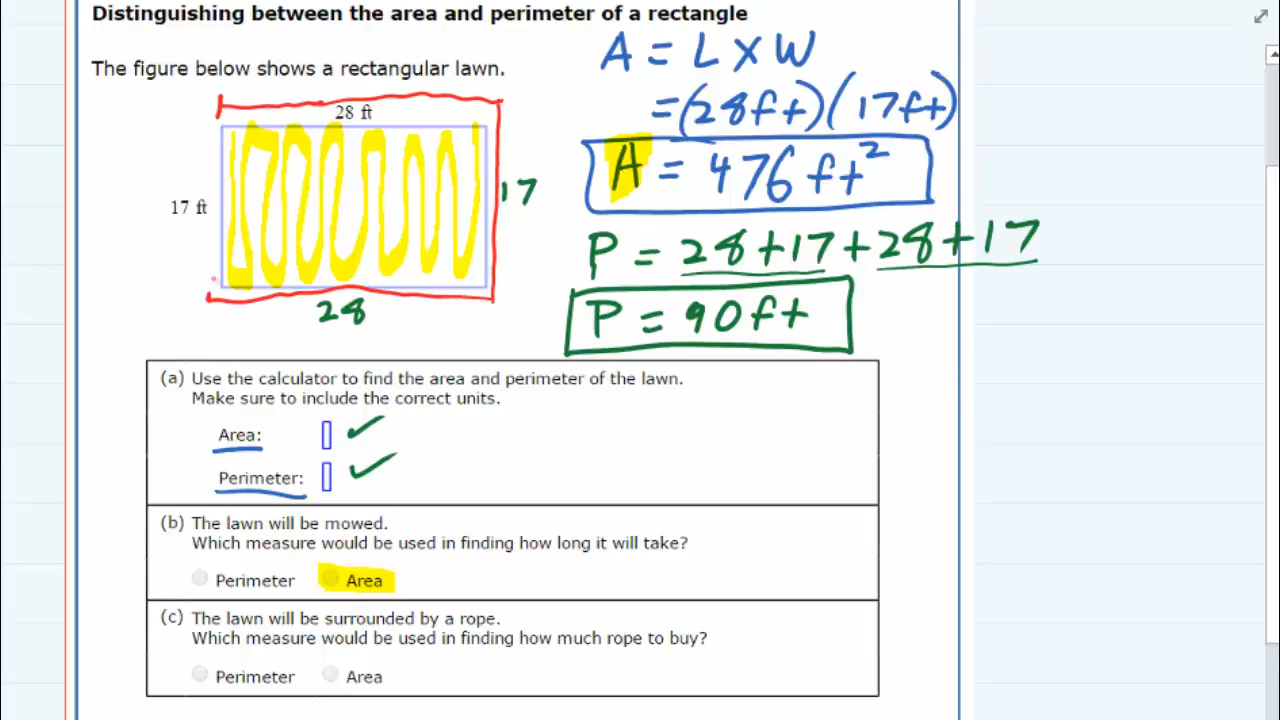 Distinguishing between the area and perimeter of a rectangle
The figure below shows a rectangular lawn.
28 ft
17 ft
17
28
A = L X W
= (28ft)(17ft)
A = 476 ft²
P = 28+17+28+17
P = 90ft
(a) Use the calculator to find the area and perimeter of the lawn.
Make sure to include the correct units.
Area:
Perimeter:
(b) The lawn will be mowed.
Which measure would be used in finding how long it will take?
Perimeter Area
(c) The lawn will be surrounded by a rope.
Which measure would be used in finding how much rope to buy?
Perimeter Area